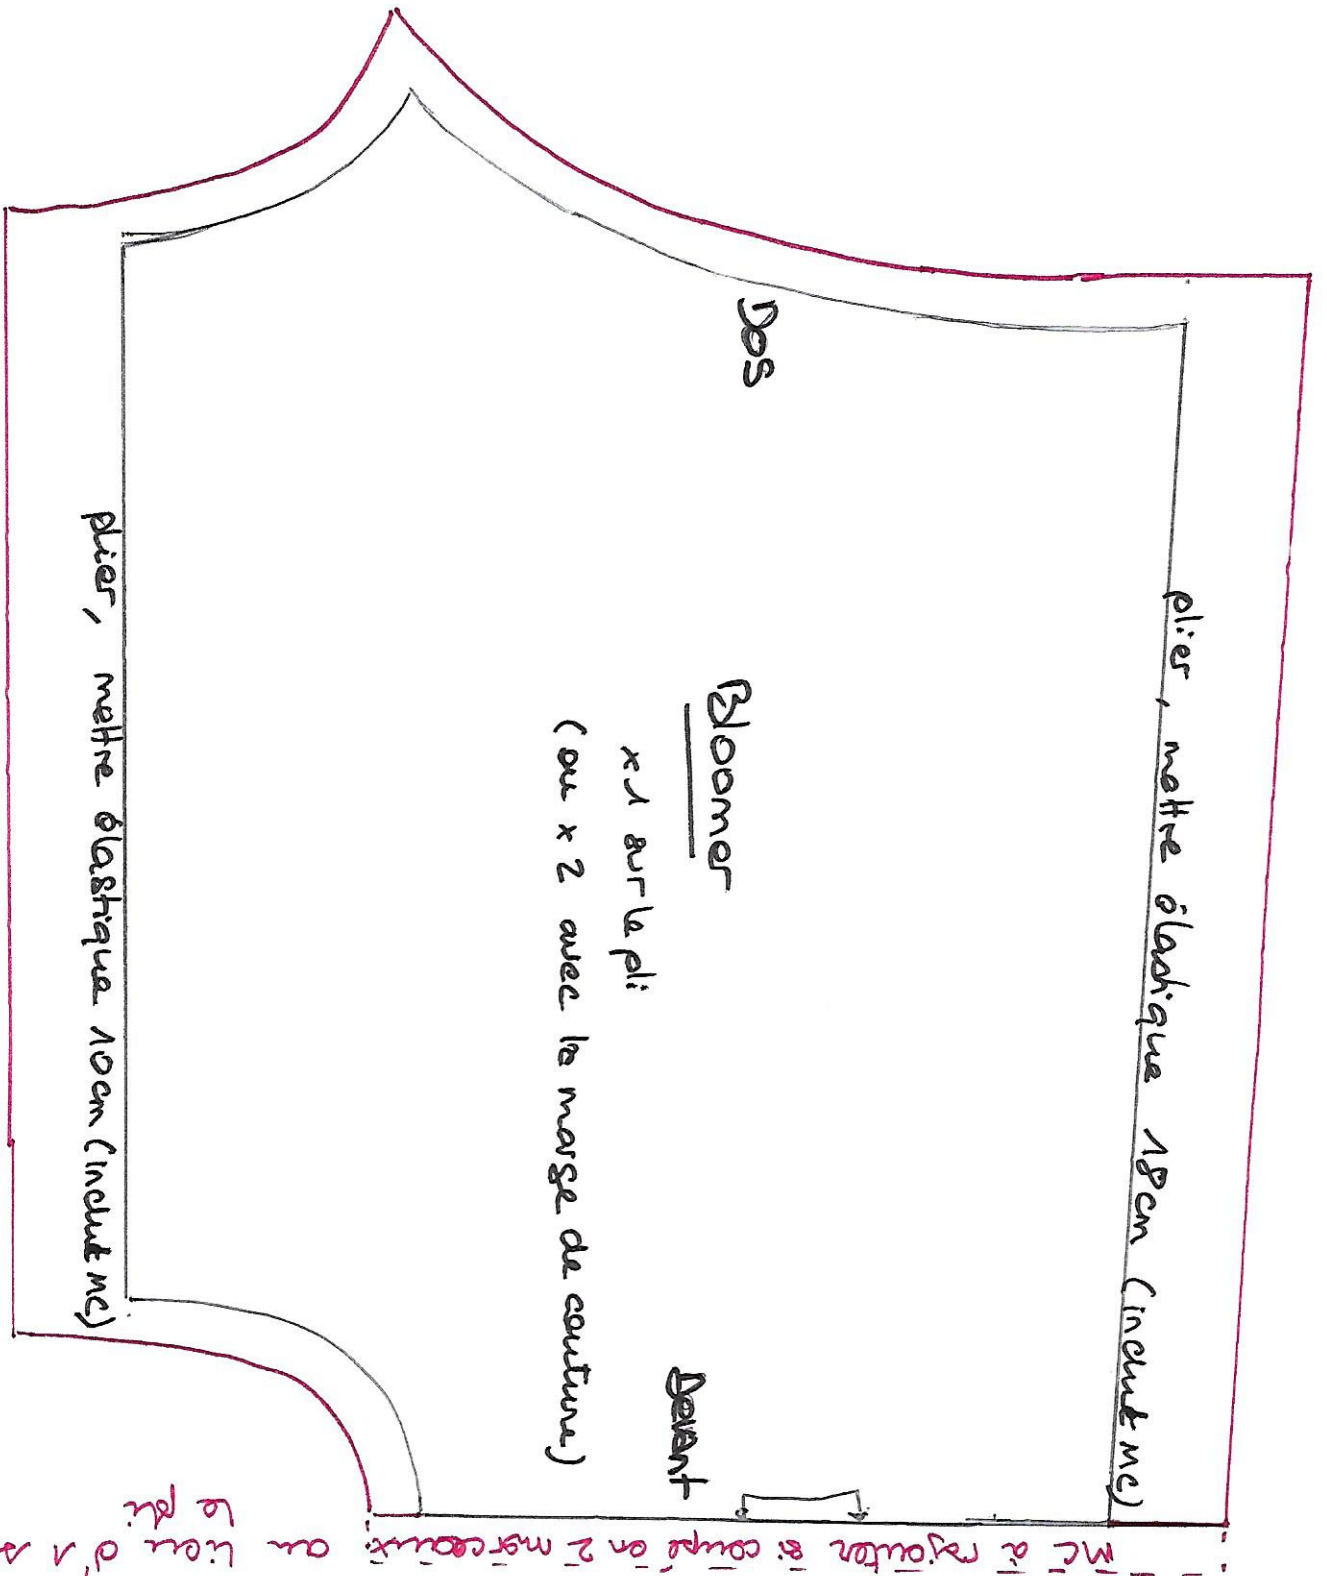 plier, mettre élastique 18cm (inclut MC)
Dos
Bloomer
x1 sur le pli
(ou x 2 avec la marge de couture)
Devant
plier, mettre élastique 10cm (inclut MC)
MC à rajouter si coupé en 2 morceaux au lieu d'1 s
le pli